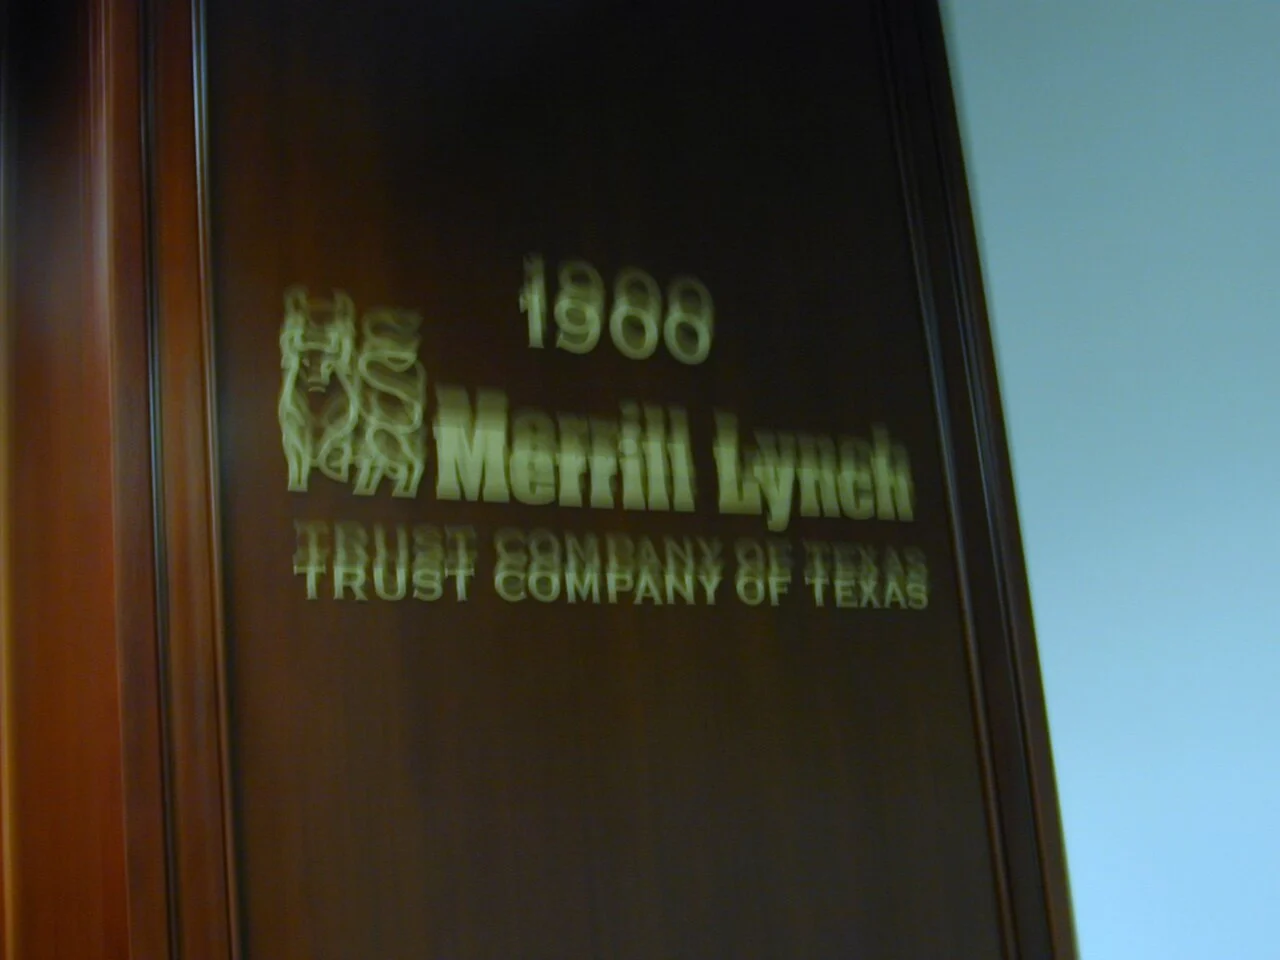 1900
Merrill Lynch
TRUST COMPANY OF TEXAS